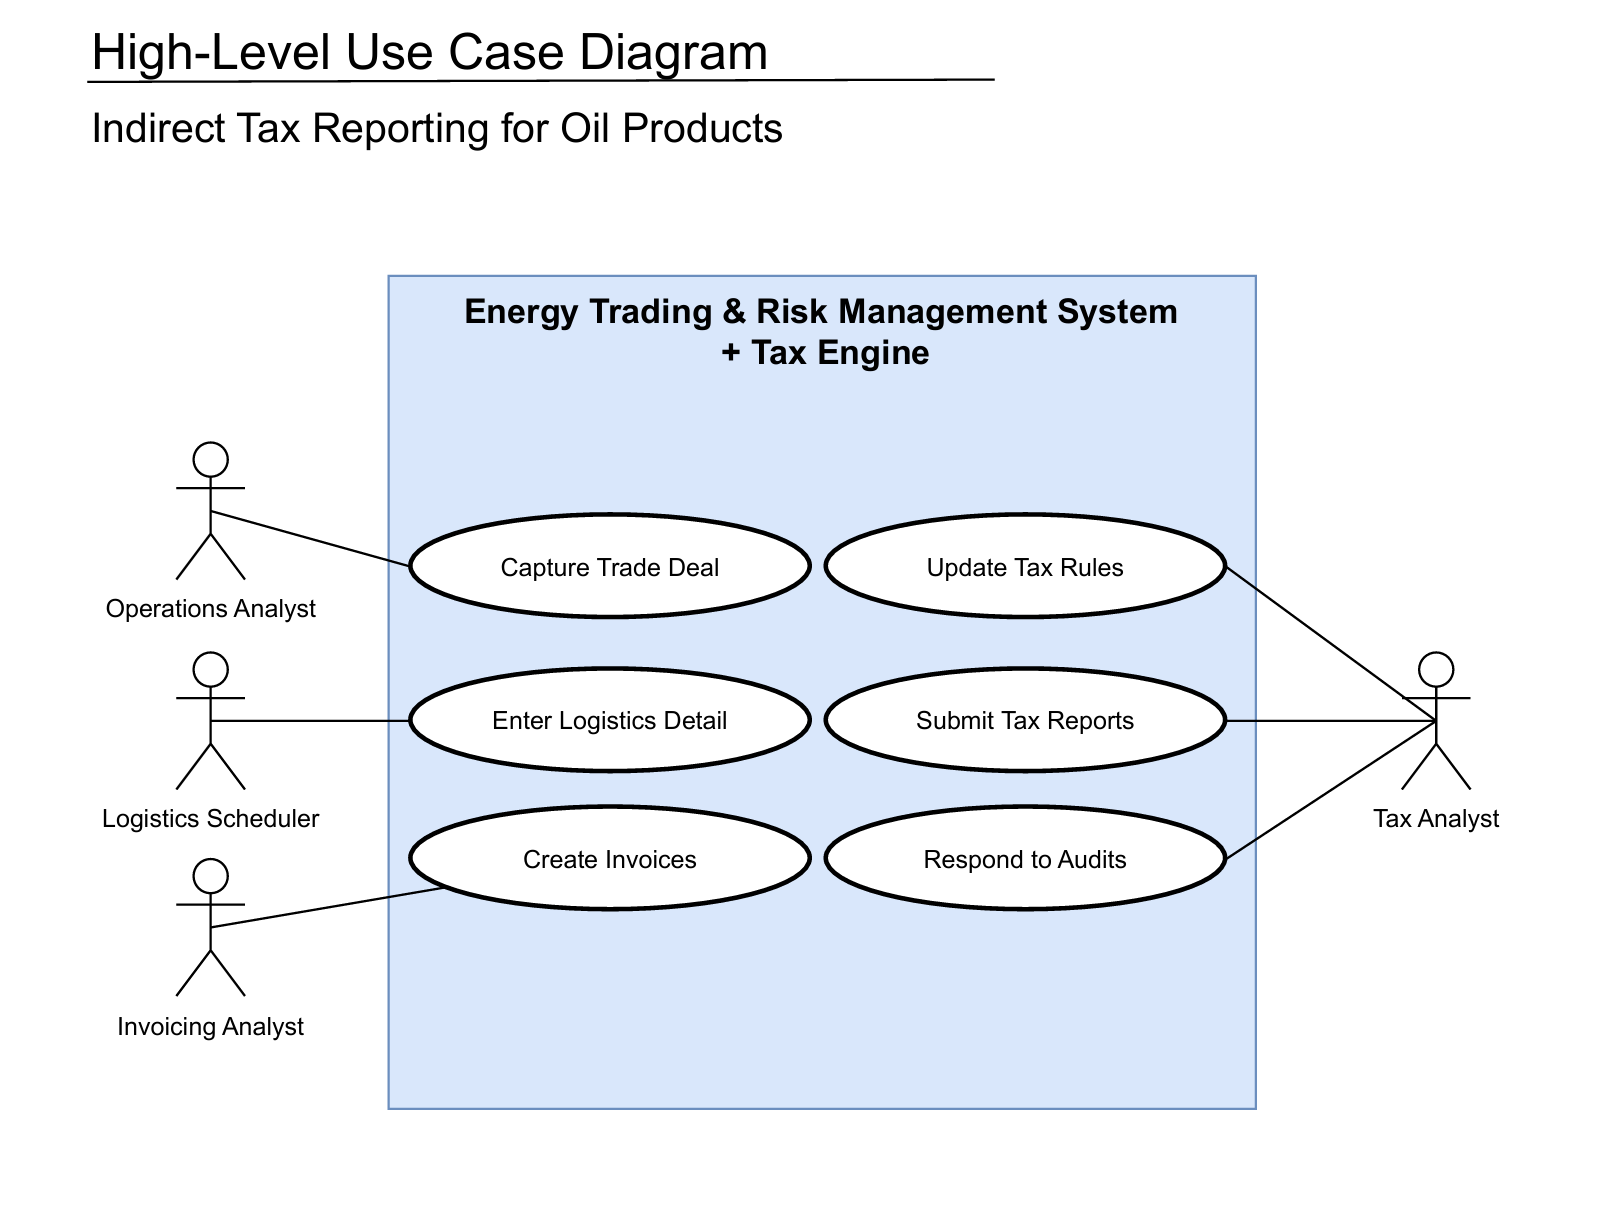 High-Level Use Case Diagram
Indirect Tax Reporting for Oil Products
Energy Trading & Risk Management System
+ Tax Engine
Capture Trade Deal
Update Tax Rules
Operations Analyst
Enter Logistics Detail
Submit Tax Reports
Logistics Scheduler
Tax Analyst
Create Invoices
Respond to Audits
Invoicing Analyst